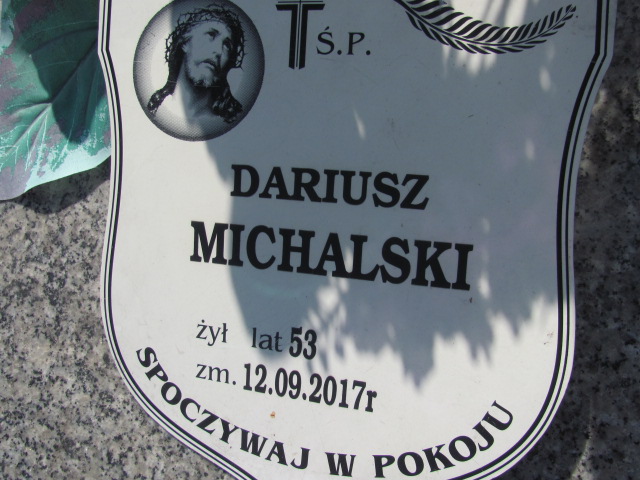 Ś.P.
DARIUSZ
MICHALSKI
żył lat 53
zm. 12.09.2017r
SPOCZYWAJ W POKOJU